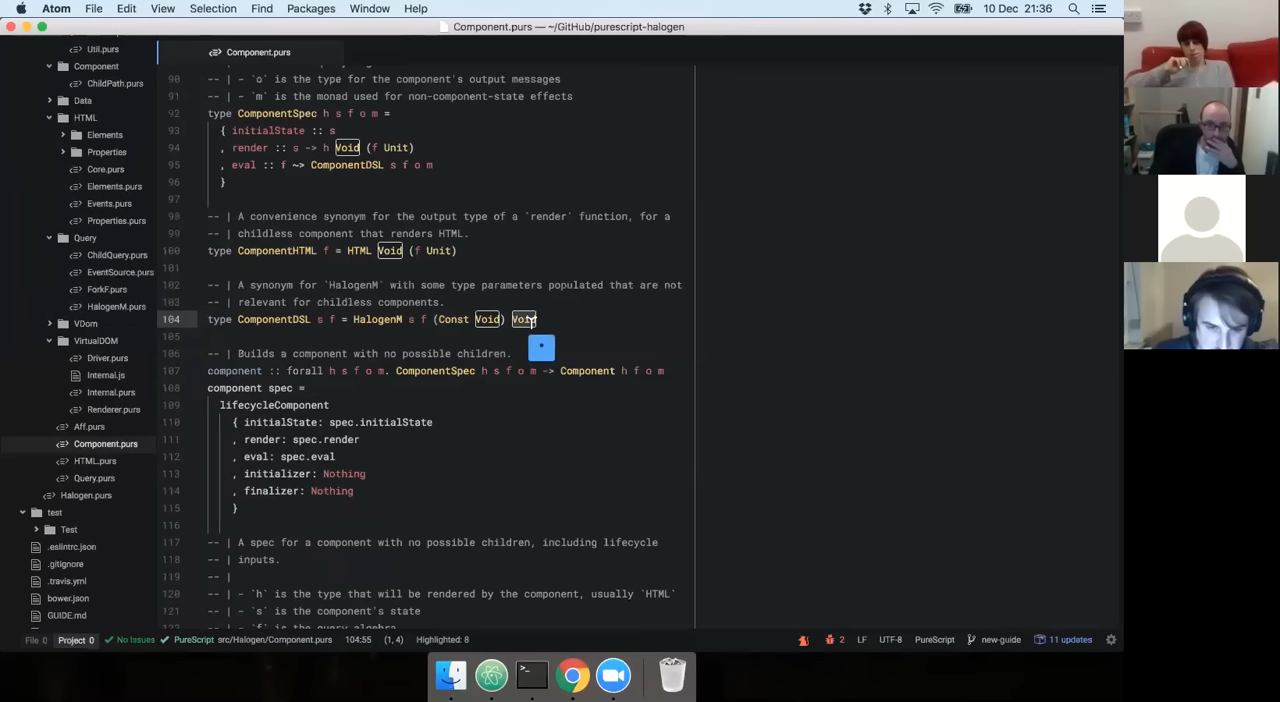 Atom File Edit View Selection Find Packages Window Help
10 Dec 21:36
Component.purs — ~/GitHub/purescript-halogen
Util.purs
Component
ChildPath.purs
Data
HTML
Elements
Properties
Core.purs
Elements.purs
Events.purs
Properties.purs
Query
ChildQuery.purs
EventSource.purs
ForkF.purs
HalogenM.purs
VDom
VirtualDOM
Driver.purs
Internal.js
Internal.purs
Renderer.purs
Aff.purs
Component.purs
HTML.purs
Query.purs
Halogen.purs
test
Test
.eslintrc.json
.gitignore
.travis.yml
bower.json
GUIDE.md
Component.purs
90 -- | - `o` is the type for the component's output messages
91 -- | - `m` is the monad used for non-component-state effects
92 type ComponentSpec h s f o m =
93 { initialState :: s
94 , render :: s -> h Void (f Unit)
95 , eval :: f ~> ComponentDSL s f o m
96 }
97
98 -- | A convenience synonym for the output type of a `render` function, for a
99 -- | childless component that renders HTML.
100 type ComponentHTML f = HTML Void (f Unit)
101
102 -- | A synonym for `HalogenM` with some type parameters populated that are not
103 -- | relevant for childless components.
104 type ComponentDSL s f = HalogenM s f (Const Void) Void
105
*
106 -- | Builds a component with no possible children.
107 component :: forall h s f o m. ComponentSpec h s f o m -> Component h f o m
108 component spec =
109 lifecycleComponent
110 { initialState: spec.initialState
111 , render: spec.render
112 , eval: spec.eval
113 , initializer: Nothing
114 , finalizer: Nothing
115 }
116
117 -- | A spec for a component with no possible children, including lifecycle
118 -- | inputs.
119 -- |
120 -- | - `h` is the type that will be rendered by the component, usually `HTML`
121 -- | - `s` is the component's state
File 0 Project 0 No Issues PureScript src/Halogen/Component.purs 104:55 (1, 4) Highlighted: 8
2 LF UTF-8 PureScript new-guide 11 updates